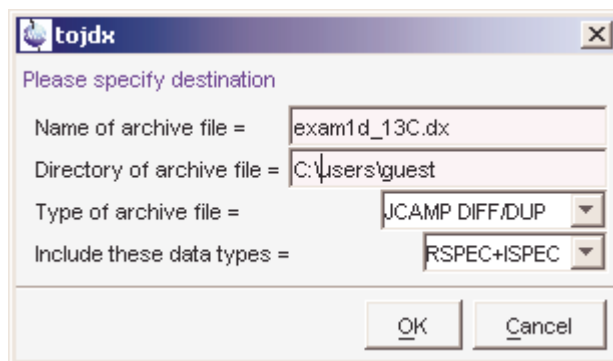 tojdx
Please specify destination
Name of archive file = exam1d_13C.dx
Directory of archive file = C:\users\guest
Type of archive file = JCAMP DIFF/DUP
Include these data types = RSPEC+ISPEC
OK Cancel